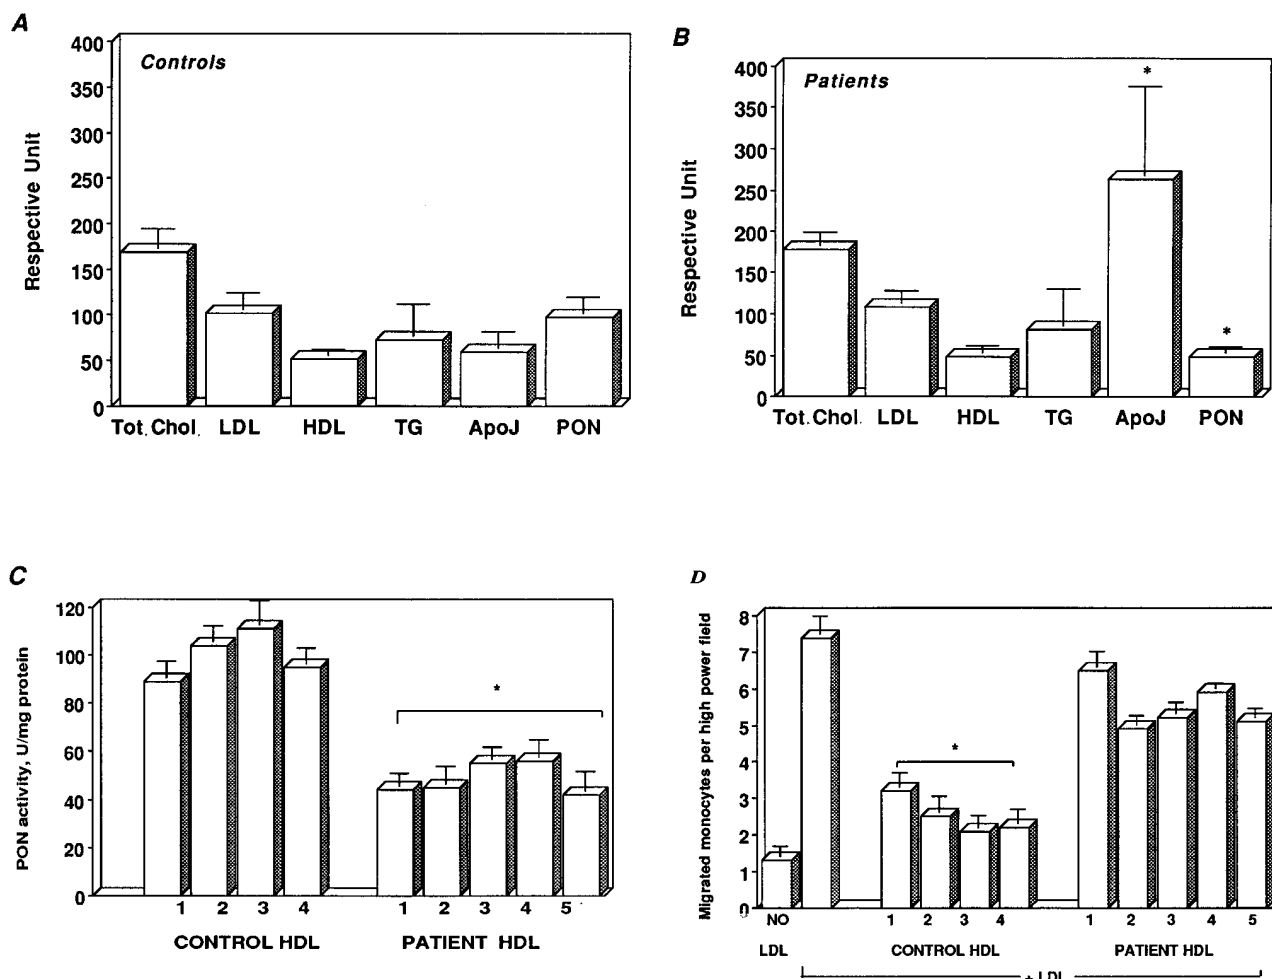 A
Controls
Respective Unit
400
350
300
250
200
150
100
50
0
Tot. Chol. LDL HDL TG ApoJ PON
B
Patients
Respective Unit
400
350
300
250
200
150
100
50
0
*
*
Tot. Chol. LDL HDL TG ApoJ PON
C
PON activity, U/mg protein
120
100
80
60
40
20
0
*
1 2 3 4 1 2 3 4 5
CONTROL HDL PATIENT HDL
D
Migrated monocytes per high power field
8
7
6
5
4
3
2
1
0
*
NO 1 2 3 4 1 2 3 4 5
LDL CONTROL HDL PATIENT HDL
+ LDL